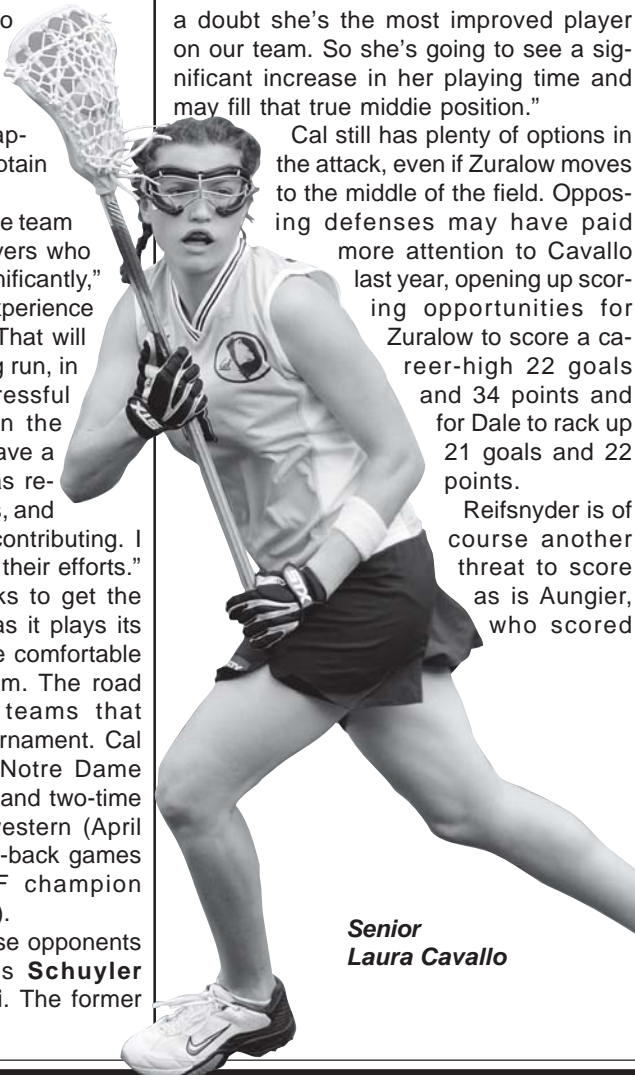 o
ap-
otain
e team
yers who
nificantly,”
xperience
That will
g run, in
ressful
n the
ave a
as re-
s, and
contributing. I
their efforts.”
ks to get the
as it plays its
e comfortable
m. The road
teams that
rnament. Cal
Notre Dame
and two-time
western (April
-back games
F champion
).
se opponents
s Schuyler
i. The former
a doubt she’s the most improved player
on our team. So she’s going to see a sig-
nificant increase in her playing time and
may fill that true middie position.”
Cal still has plenty of options in
the attack, even if Zuralow moves
to the middle of the field. Oppos-
ing defenses may have paid
more attention to Cavallo
last year, opening up scor-
ing opportunities for
Zuralow to score a ca-
reer-high 22 goals
and 34 points and
for Dale to rack up
21 goals and 22
points.
Reifsnyder is of
course another
threat to score
as is Aungier,
who scored
STX
STX
Senior
Laura Cavallo